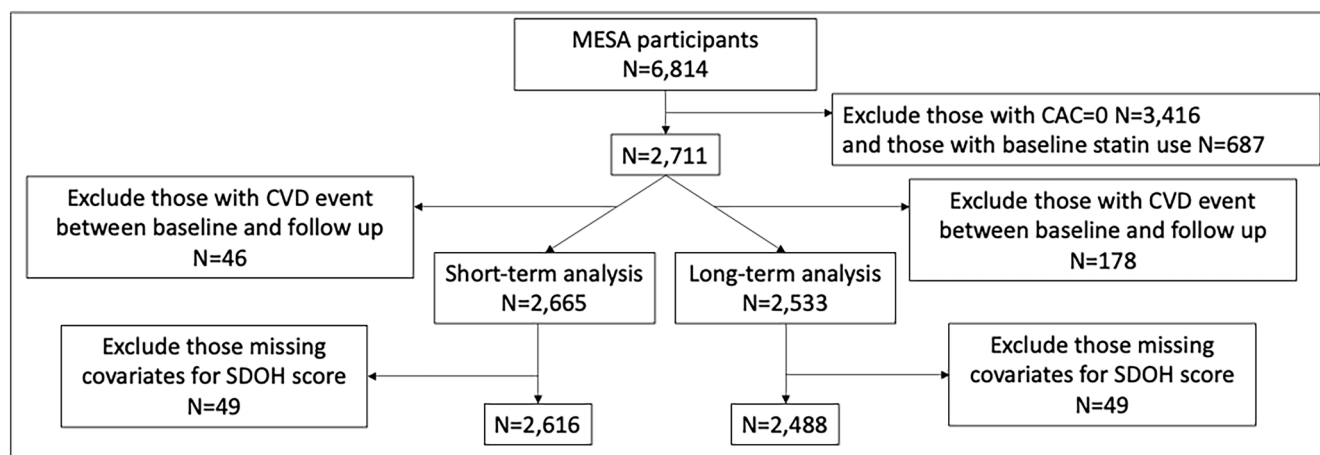 MESA participants
N=6,814
Exclude those with CAC=0 N=3,416
and those with baseline statin use N=687
N=2,711
Exclude those with CVD event
between baseline and follow up
N=46
Exclude those with CVD event
between baseline and follow up
N=178
Short-term analysis
N=2,665
Long-term analysis
N=2,533
Exclude those missing
covariates for SDOH score
N=49
Exclude those missing
covariates for SDOH score
N=49
N=2,616
N=2,488